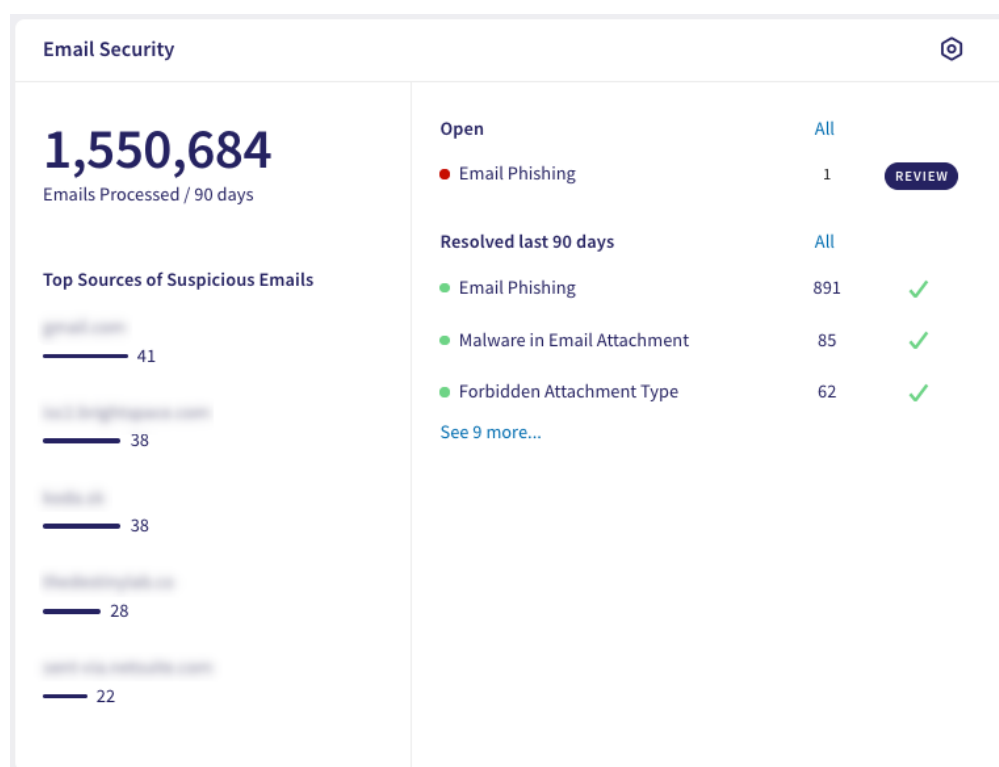 Email Security
1,550,684
Emails Processed / 90 days
Top Sources of Suspicious Emails
41
38
38
28
22
Open All
Email Phishing 1 REVIEW
Resolved last 90 days All
Email Phishing 891
Malware in Email Attachment 85
Forbidden Attachment Type 62
See 9 more...